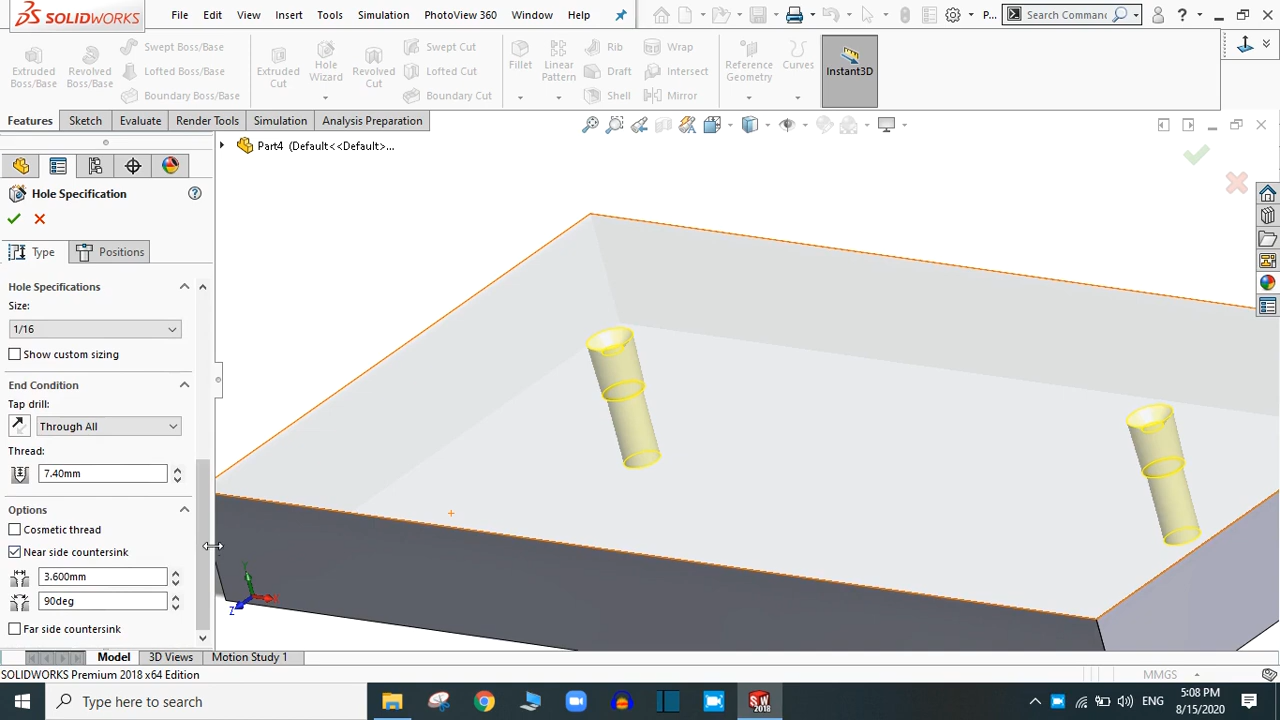 SOLIDWORKS File Edit View Insert Tools Simulation PhotoView 360 Window Help P... Search Comman
Extruded Boss/Base
Revolved Boss/Base
Swept Boss/Base
Lofted Boss/Base
Boundary Boss/Base
Extruded Cut
Hole Wizard
Revolved Cut
Swept Cut
Lofted Cut
Boundary Cut
Fillet
Linear Pattern
Rib
Draft
Shell
Wrap
Intersect
Mirror
Reference Geometry
Curves
Instant3D
Features Sketch Evaluate Render Tools Simulation Analysis Preparation
Part4 (Default<<Default>...
Hole Specification
Type Positions
Hole Specifications
Size:
1/16
Show custom sizing
End Condition
Tap drill:
Through All
Thread:
7.40mm
Options
Cosmetic thread
Near side countersink
3.600mm
90deg
Far side countersink
Y
Z
Model 3D Views Motion Study 1
SOLIDWORKS Premium 2018 x64 Edition MMGS
Type here to search
SW
2018
ENG
5:08 PM
8/15/2020